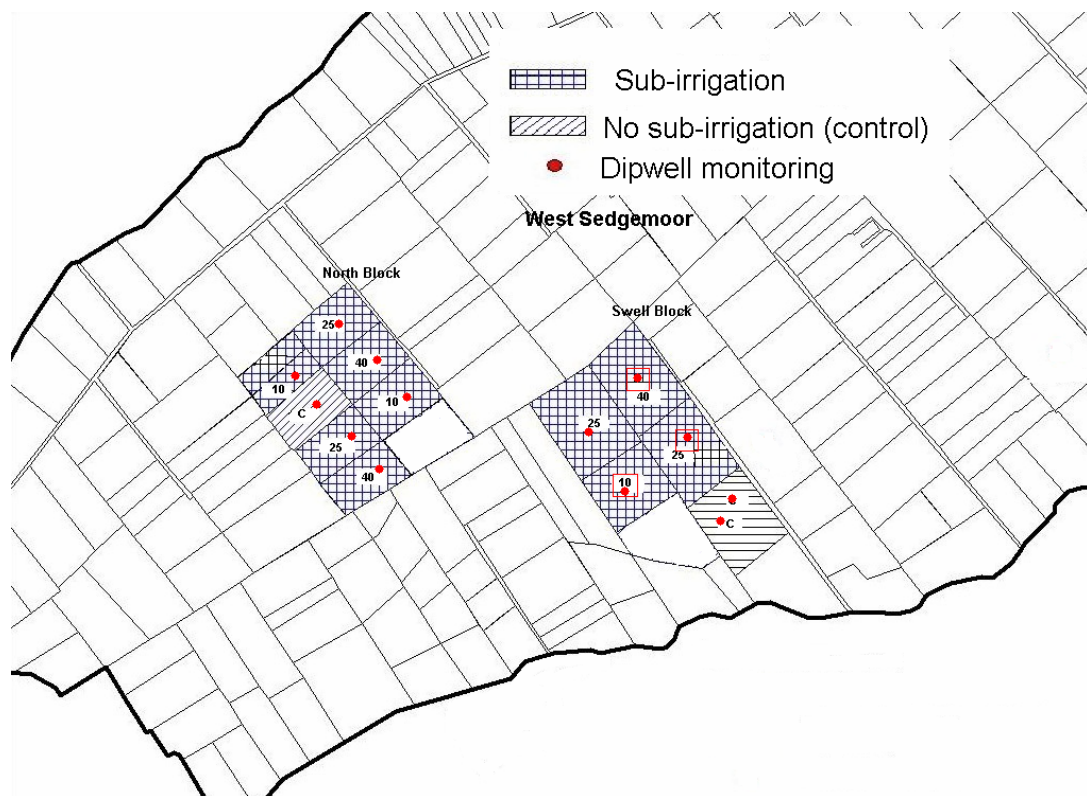 Sub-irrigation
No sub-irrigation (control)
Dipwell monitoring
West Sedgemoor
North Block
Swell Block
25
40
10
10
C
25
40
40
25
25
10
C